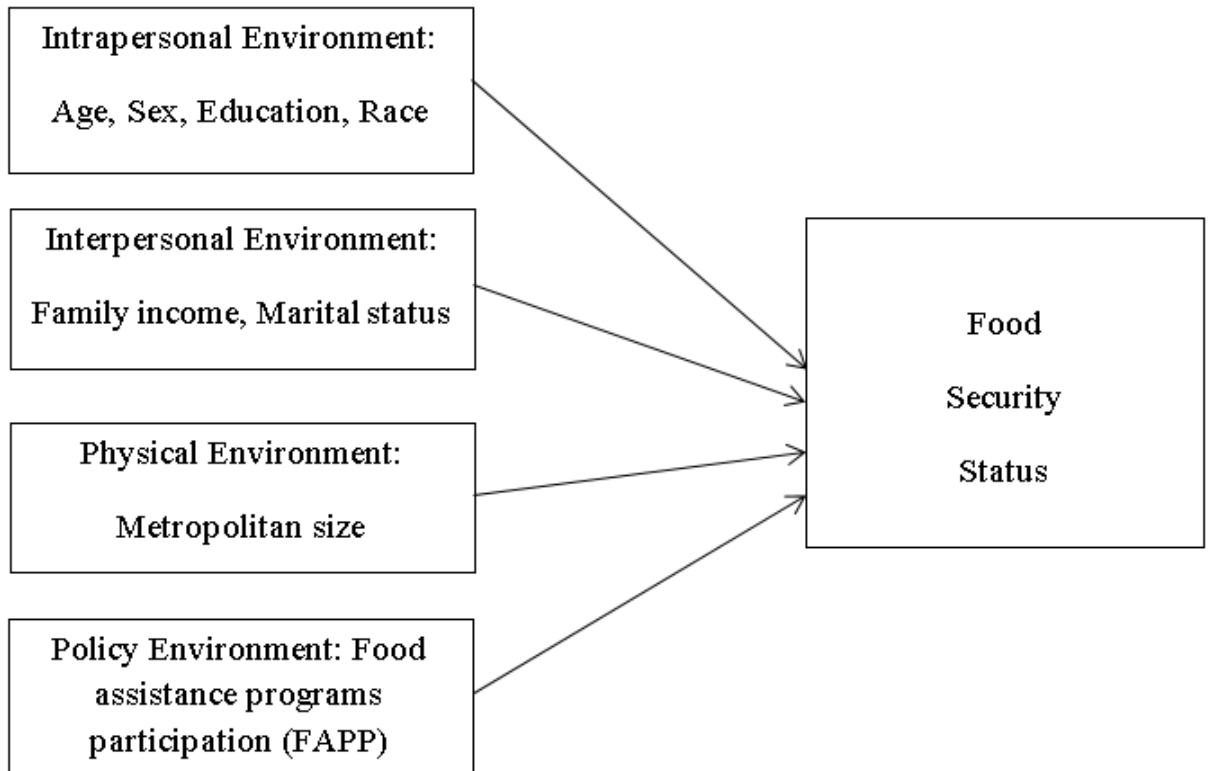 Intrapersonal Environment:
Age, Sex, Education, Race
Interpersonal Environment:
Family income, Marital status
Physical Environment:
Metropolitan size
Policy Environment: Food
assistance programs
participation (FAPP)
Food
Security
Status